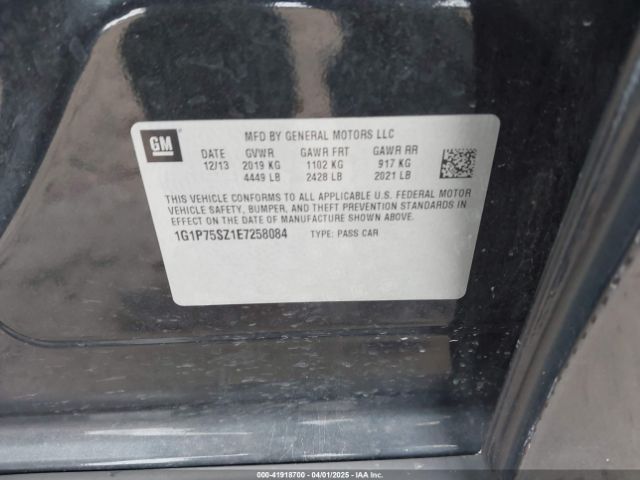 GM
MFD BY GENERAL MOTORS LLC
DATE GVWR GAWR FRT GAWR RR
12/13 2019 KG 1102 KG 917 KG
4449 LB 2428 LB 2021 LB
THIS VEHICLE CONFORMS TO ALL APPLICABLE U.S. FEDERAL MOTOR
VEHICLE SAFETY, BUMPER, AND THEFT PREVENTION STANDARDS IN
EFFECT ON THE DATE OF MANUFACTURE SHOWN ABOVE.
1G1P75SZ1E7258084 TYPE: PASS CAR
000-41918700 04/01/2025 IAA, Inc.